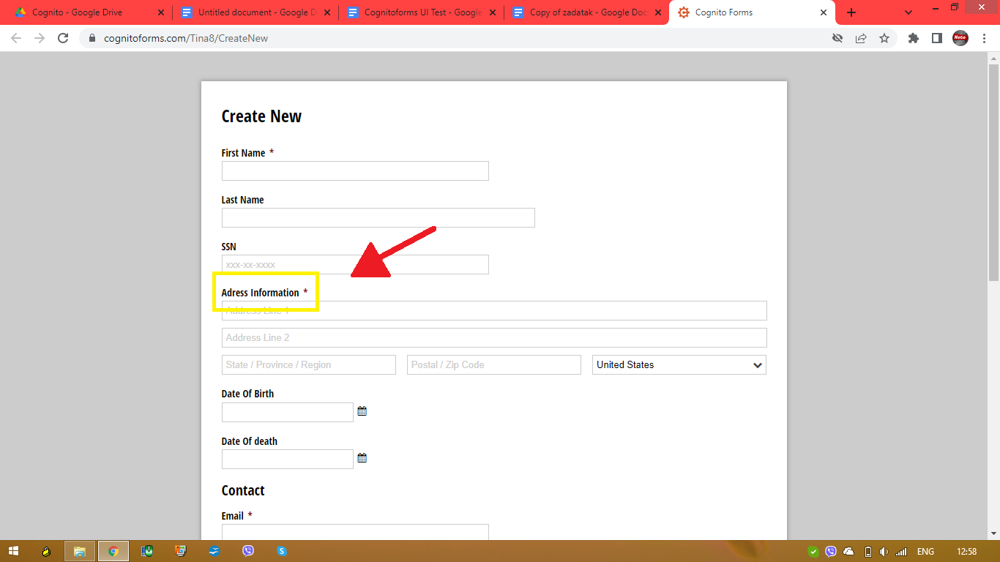 Cognito - Google Drive
Untitled document - Google D
Cognitoforms UI Test - Google
Copy of zadatak - Google Doc
Cognito Forms
cognitoforms.com/Tina8/CreateNew
Create New
First Name *
Last Name
SSN
xxx-xx-xxxx
Adress Information *
Address Line 1
Address Line 2
State / Province / Region
Postal / Zip Code
United States
Date Of Birth
Date Of death
Contact
Email *
ENG
12:58